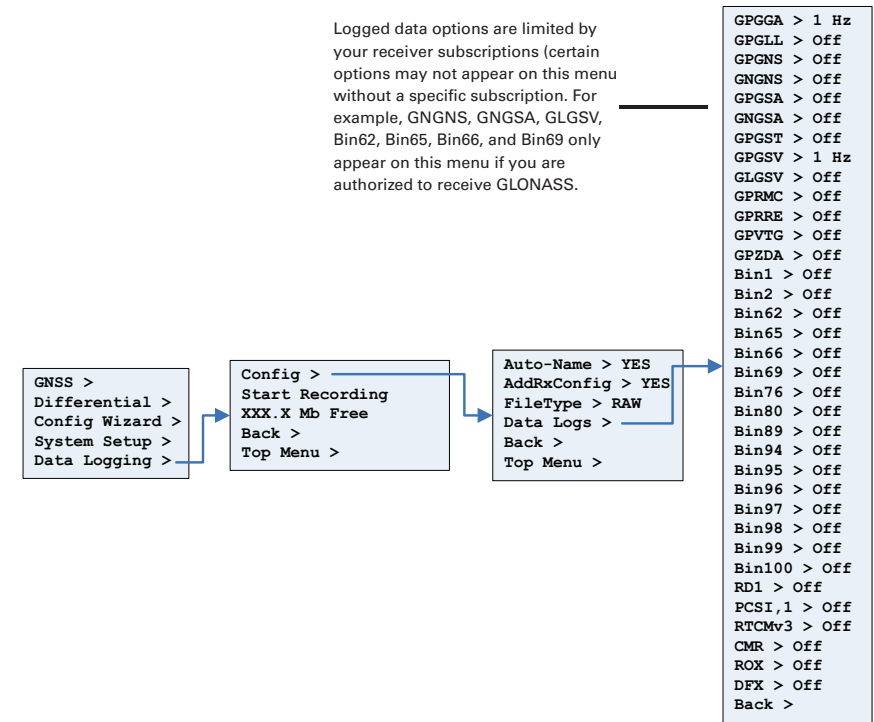 Logged data options are limited by
your receiver subscriptions (certain
options may not appear on this menu
without a specific subscription. For
example, GNGNS, GNGSA, GLGSV,
Bin62, Bin65, Bin66, and Bin69 only
appear on this menu if you are
authorized to receive GLONASS.
GNSS >
Differential >
Config Wizard >
System Setup >
Data Logging >
Config >
Start Recording
XXX.X Mb Free
Back >
Top Menu >
Auto-Name > YES
AddRxConfig > YES
FileType > RAW
Data Logs >
Back >
Top Menu >
GPGGA > 1 Hz
GPGLL > Off
GPGNS > Off
GNGNS > Off
GPGSA > Off
GNGSA > Off
GPGST > Off
GPGSV > 1 Hz
GLGSV > Off
GPRMC > Off
GPRRE > Off
GPVTG > Off
GPZDA > Off
Bin1 > Off
Bin2 > Off
Bin62 > Off
Bin65 > Off
Bin66 > Off
Bin69 > Off
Bin76 > Off
Bin80 > Off
Bin89 > Off
Bin94 > Off
Bin95 > Off
Bin96 > Off
Bin97 > Off
Bin98 > Off
Bin99 > Off
Bin100 > Off
RD1 > Off
PCSI,1 > Off
RTCMv3 > Off
CMR > Off
ROX > Off
DFX > Off
Back >